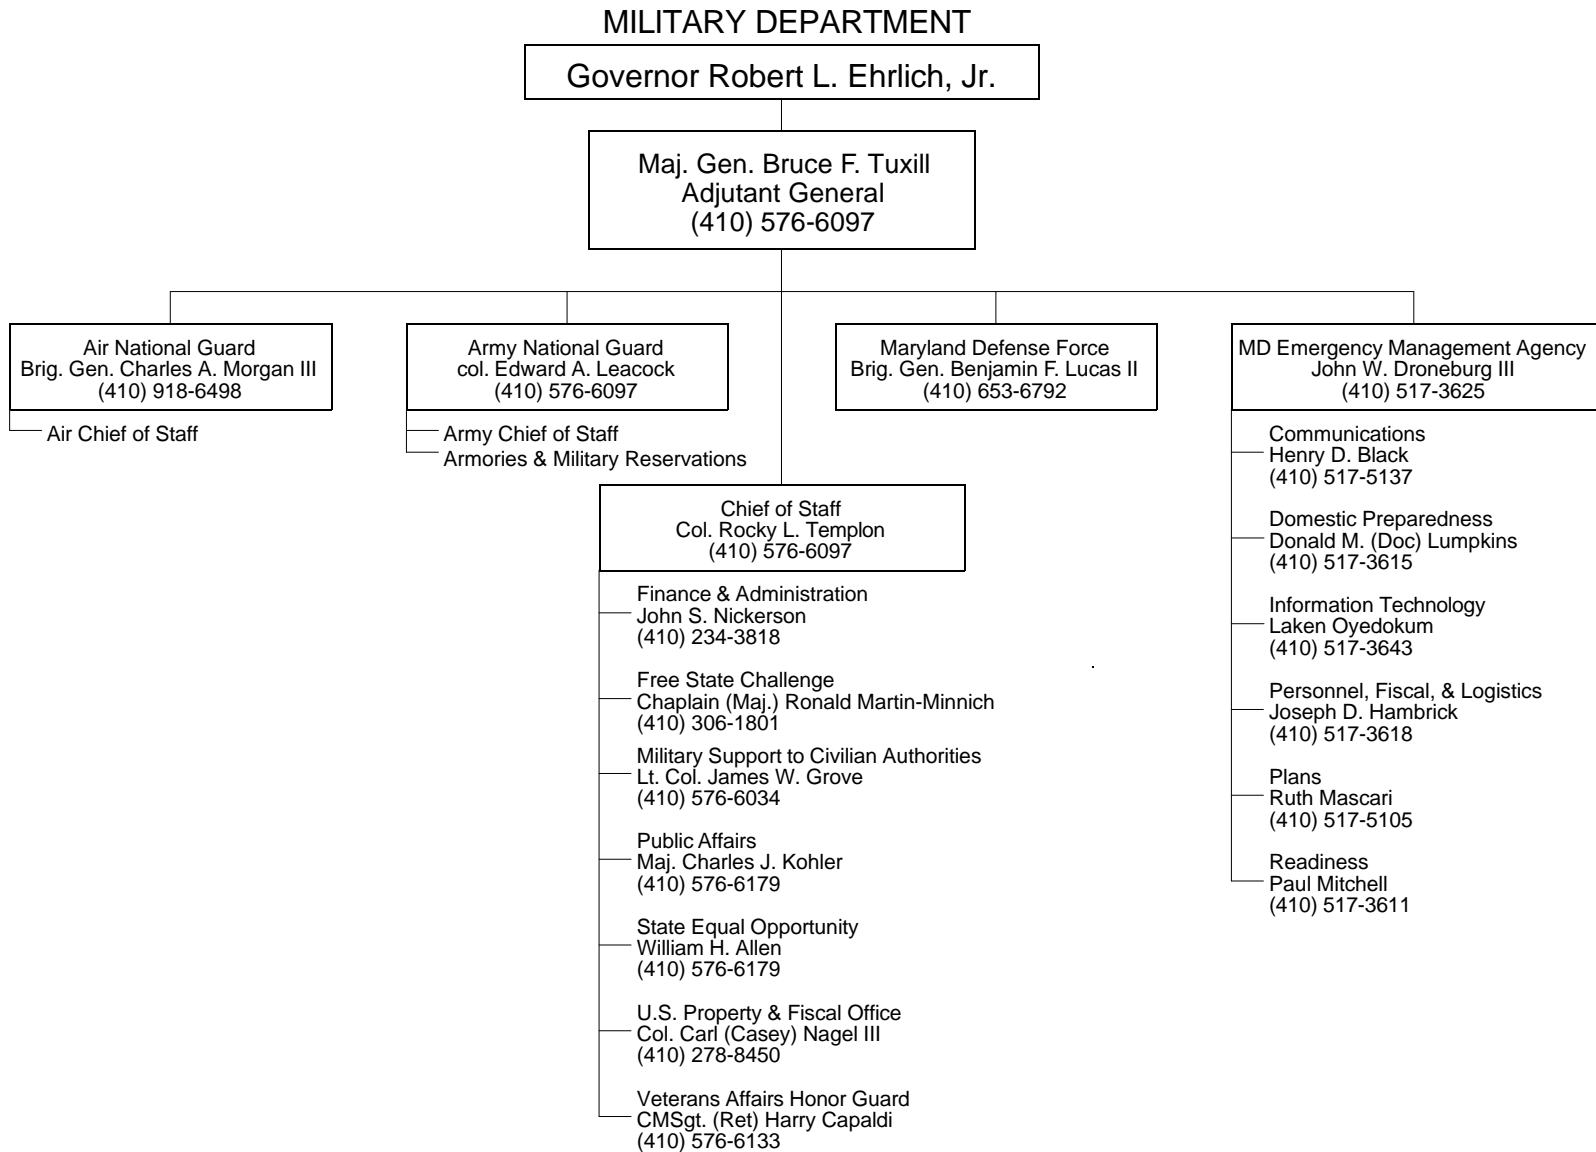 MILITARY DEPARTMENT
Governor Robert L. Ehrlich, Jr.
Maj. Gen. Bruce F. Tuxill
Adjutant General
(410) 576-6097
Air National Guard
Brig. Gen. Charles A. Morgan III
(410) 918-6498
Air Chief of Staff
Army National Guard
col. Edward A. Leacock
(410) 576-6097
Army Chief of Staff
Armories & Military Reservations
Maryland Defense Force
Brig. Gen. Benjamin F. Lucas II
(410) 653-6792
MD Emergency Management Agency
John W. Droneburg III
(410) 517-3625
Communications
Henry D. Black
(410) 517-5137
Domestic Preparedness
Donald M. (Doc) Lumpkins
(410) 517-3615
Information Technology
Laken Oyedokum
(410) 517-3643
Personnel, Fiscal, & Logistics
Joseph D. Hambrick
(410) 517-3618
Plans
Ruth Mascari
(410) 517-5105
Readiness
Paul Mitchell
(410) 517-3611
Chief of Staff
Col. Rocky L. Templon
(410) 576-6097
Finance & Administration
John S. Nickerson
(410) 234-3818
Free State Challenge
Chaplain (Maj.) Ronald Martin-Minnich
(410) 306-1801
Military Support to Civilian Authorities
Lt. Col. James W. Grove
(410) 576-6034
Public Affairs
Maj. Charles J. Kohler
(410) 576-6179
State Equal Opportunity
William H. Allen
(410) 576-6179
U.S. Property & Fiscal Office
Col. Carl (Casey) Nagel III
(410) 278-8450
Veterans Affairs Honor Guard
CMSgt. (Ret) Harry Capaldi
(410) 576-6133